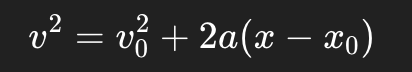 v² = v₀² + 2a(x − x₀)